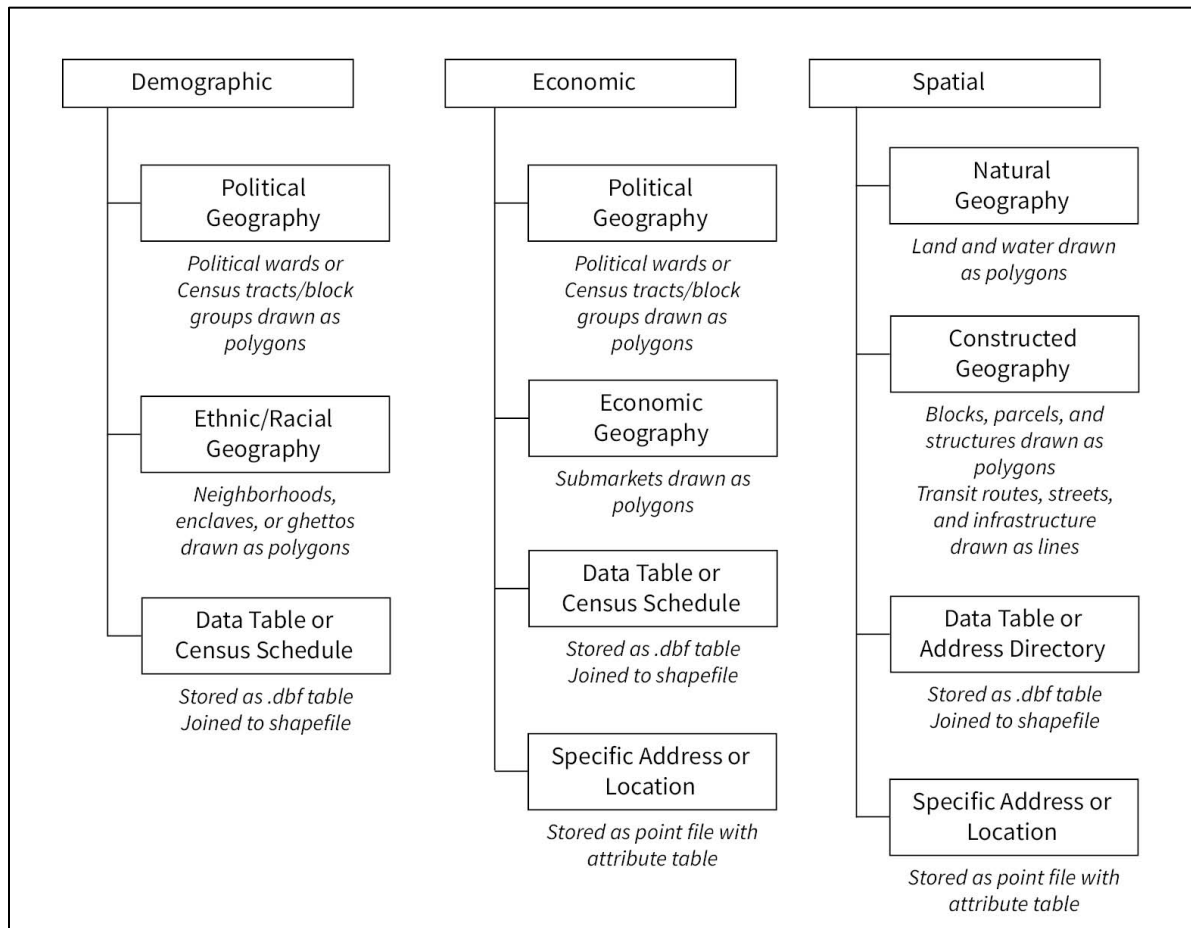 Demographic
Political
Geography
Political wards or
Census tracts/block
groups drawn as
polygons
Ethnic/Racial
Geography
Neighborhoods,
enclaves, or ghettos
drawn as polygons
Data Table or
Census Schedule
Stored as .dbf table
Joined to shapefile
Economic
Political
Geography
Political wards or
Census tracts/block
groups drawn as
polygons
Economic
Geography
Submarkets drawn as
polygons
Data Table or
Census Schedule
Stored as .dbf table
Joined to shapefile
Specific Address or
Location
Stored as point file with
attribute table
Spatial
Natural
Geography
Land and water drawn
as polygons
Constructed
Geography
Blocks, parcels, and
structures drawn as
polygons
Transit routes, streets,
and infrastructure
drawn as lines
Data Table or
Address Directory
Stored as .dbf table
Joined to shapefile
Specific Address or
Location
Stored as point file with
attribute table